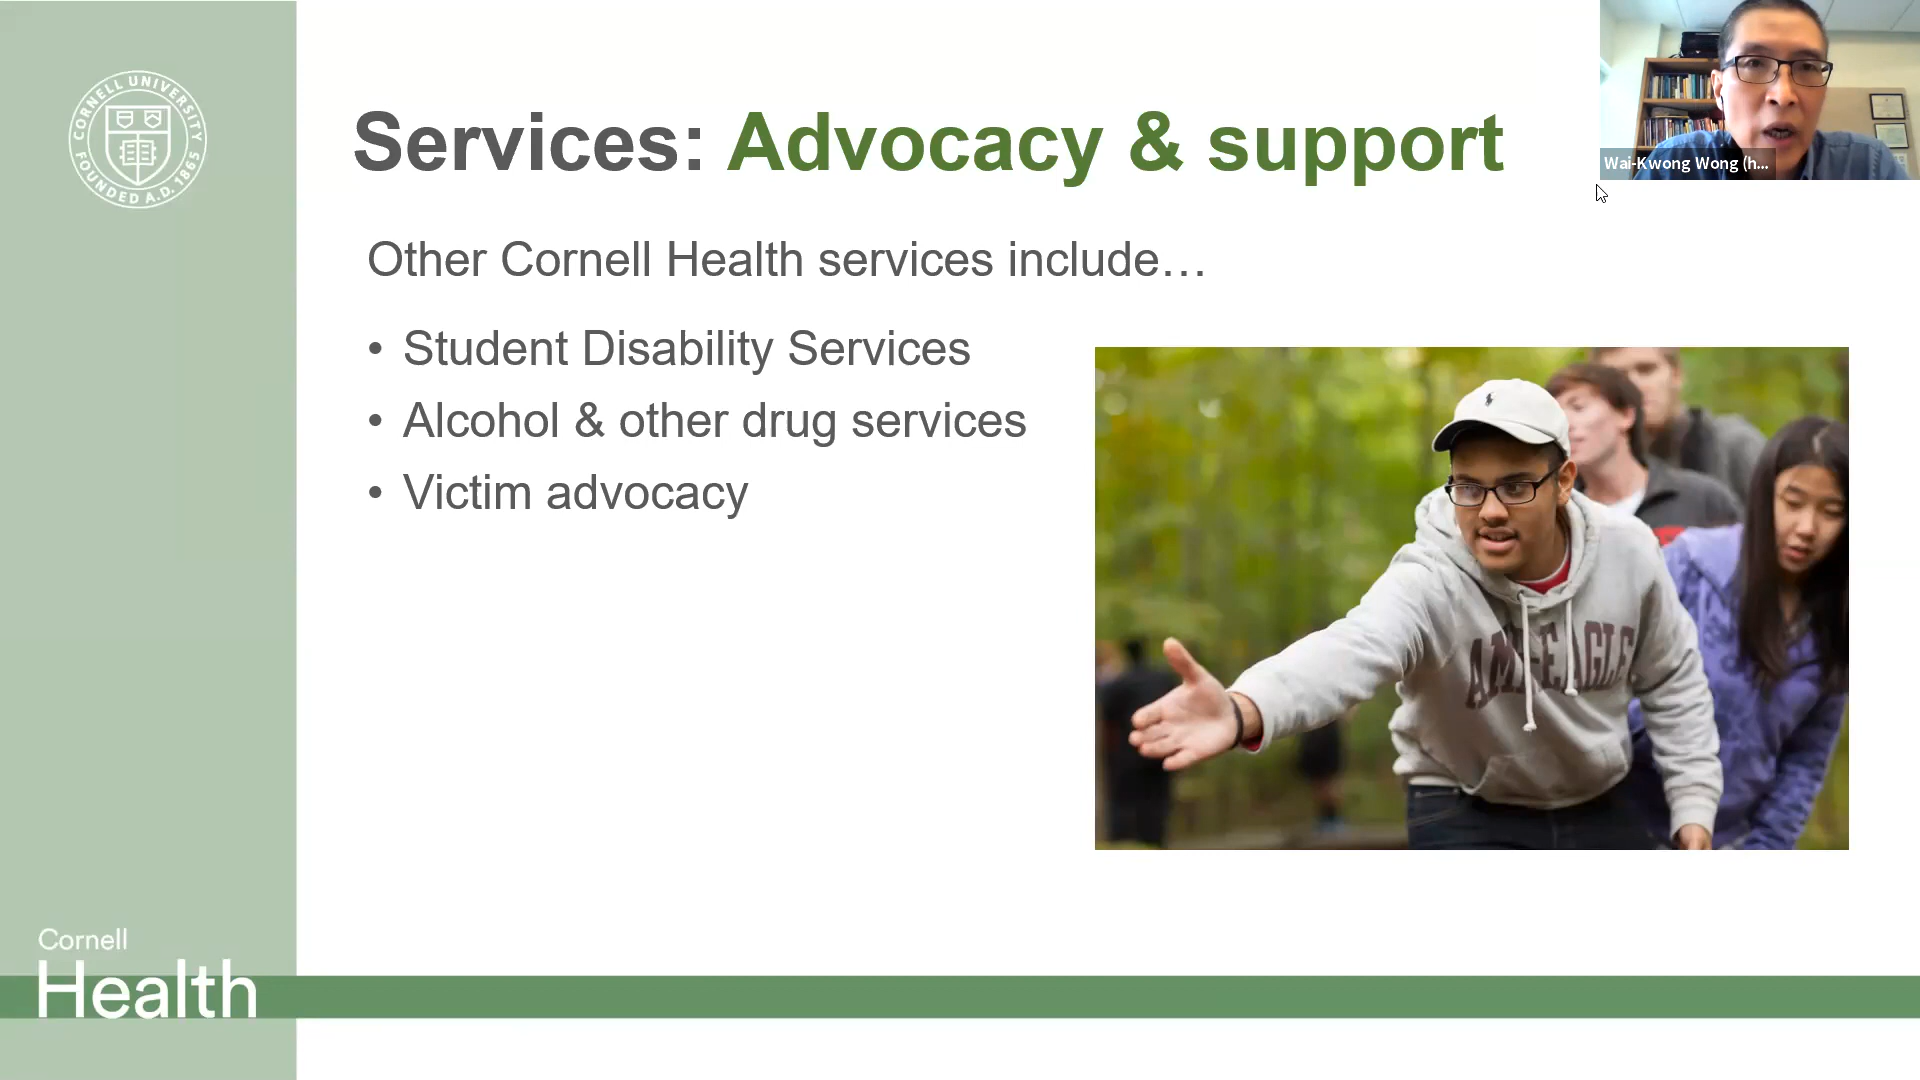 CORNELL UNIVERSITY
FOUNDED A.D. 1865
Services: Advocacy & support
Wai-Kwong Wong (h...
Other Cornell Health services include…
• Student Disability Services
• Alcohol & other drug services
• Victim advocacy
Cornell
Health